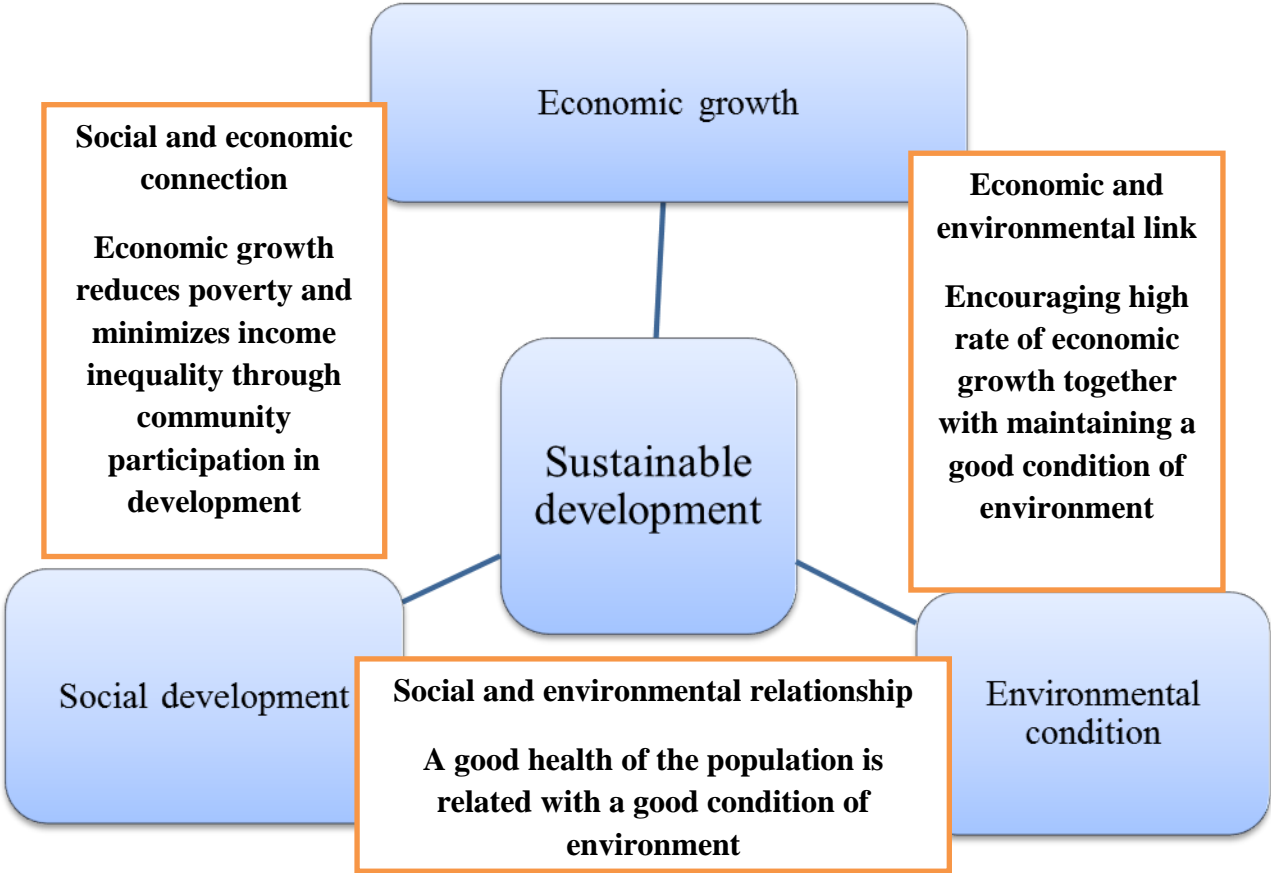 Economic growth
Social and economic
connection
Economic growth
reduces poverty and
minimizes income
inequality through
community
participation in
development
Economic and
environmental link
Encouraging high
rate of economic
growth together
with maintaining a
good condition of
environment
Sustainable
development
Social development
Social and environmental relationship
A good health of the population is
related with a good condition of
environment
Environmental
condition